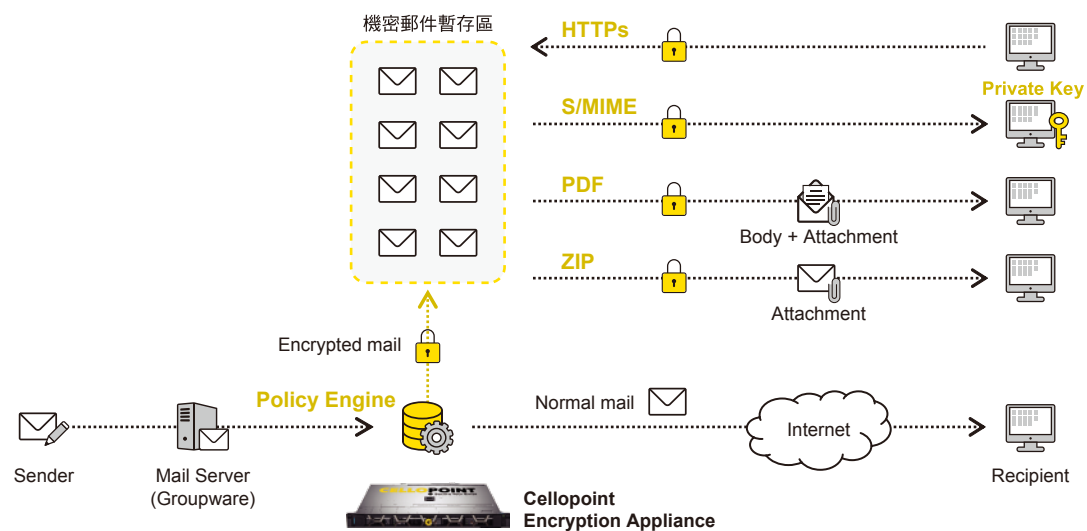 機密郵件暫存區
HTTPs
Private Key
S/MIME
PDF
Body + Attachment
ZIP
Attachment
Encrypted mail
Policy Engine
Normal mail
Internet
Sender
Mail Server
(Groupware)
Recipient
CELLOPOINT
Cellopoint
Encryption Appliance